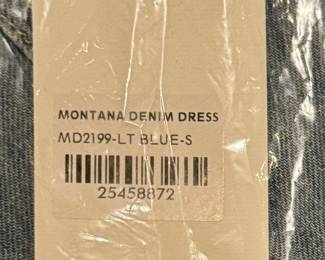 MONTANA DENIM DRESS
MD2199-LT BLUE-S
25458872